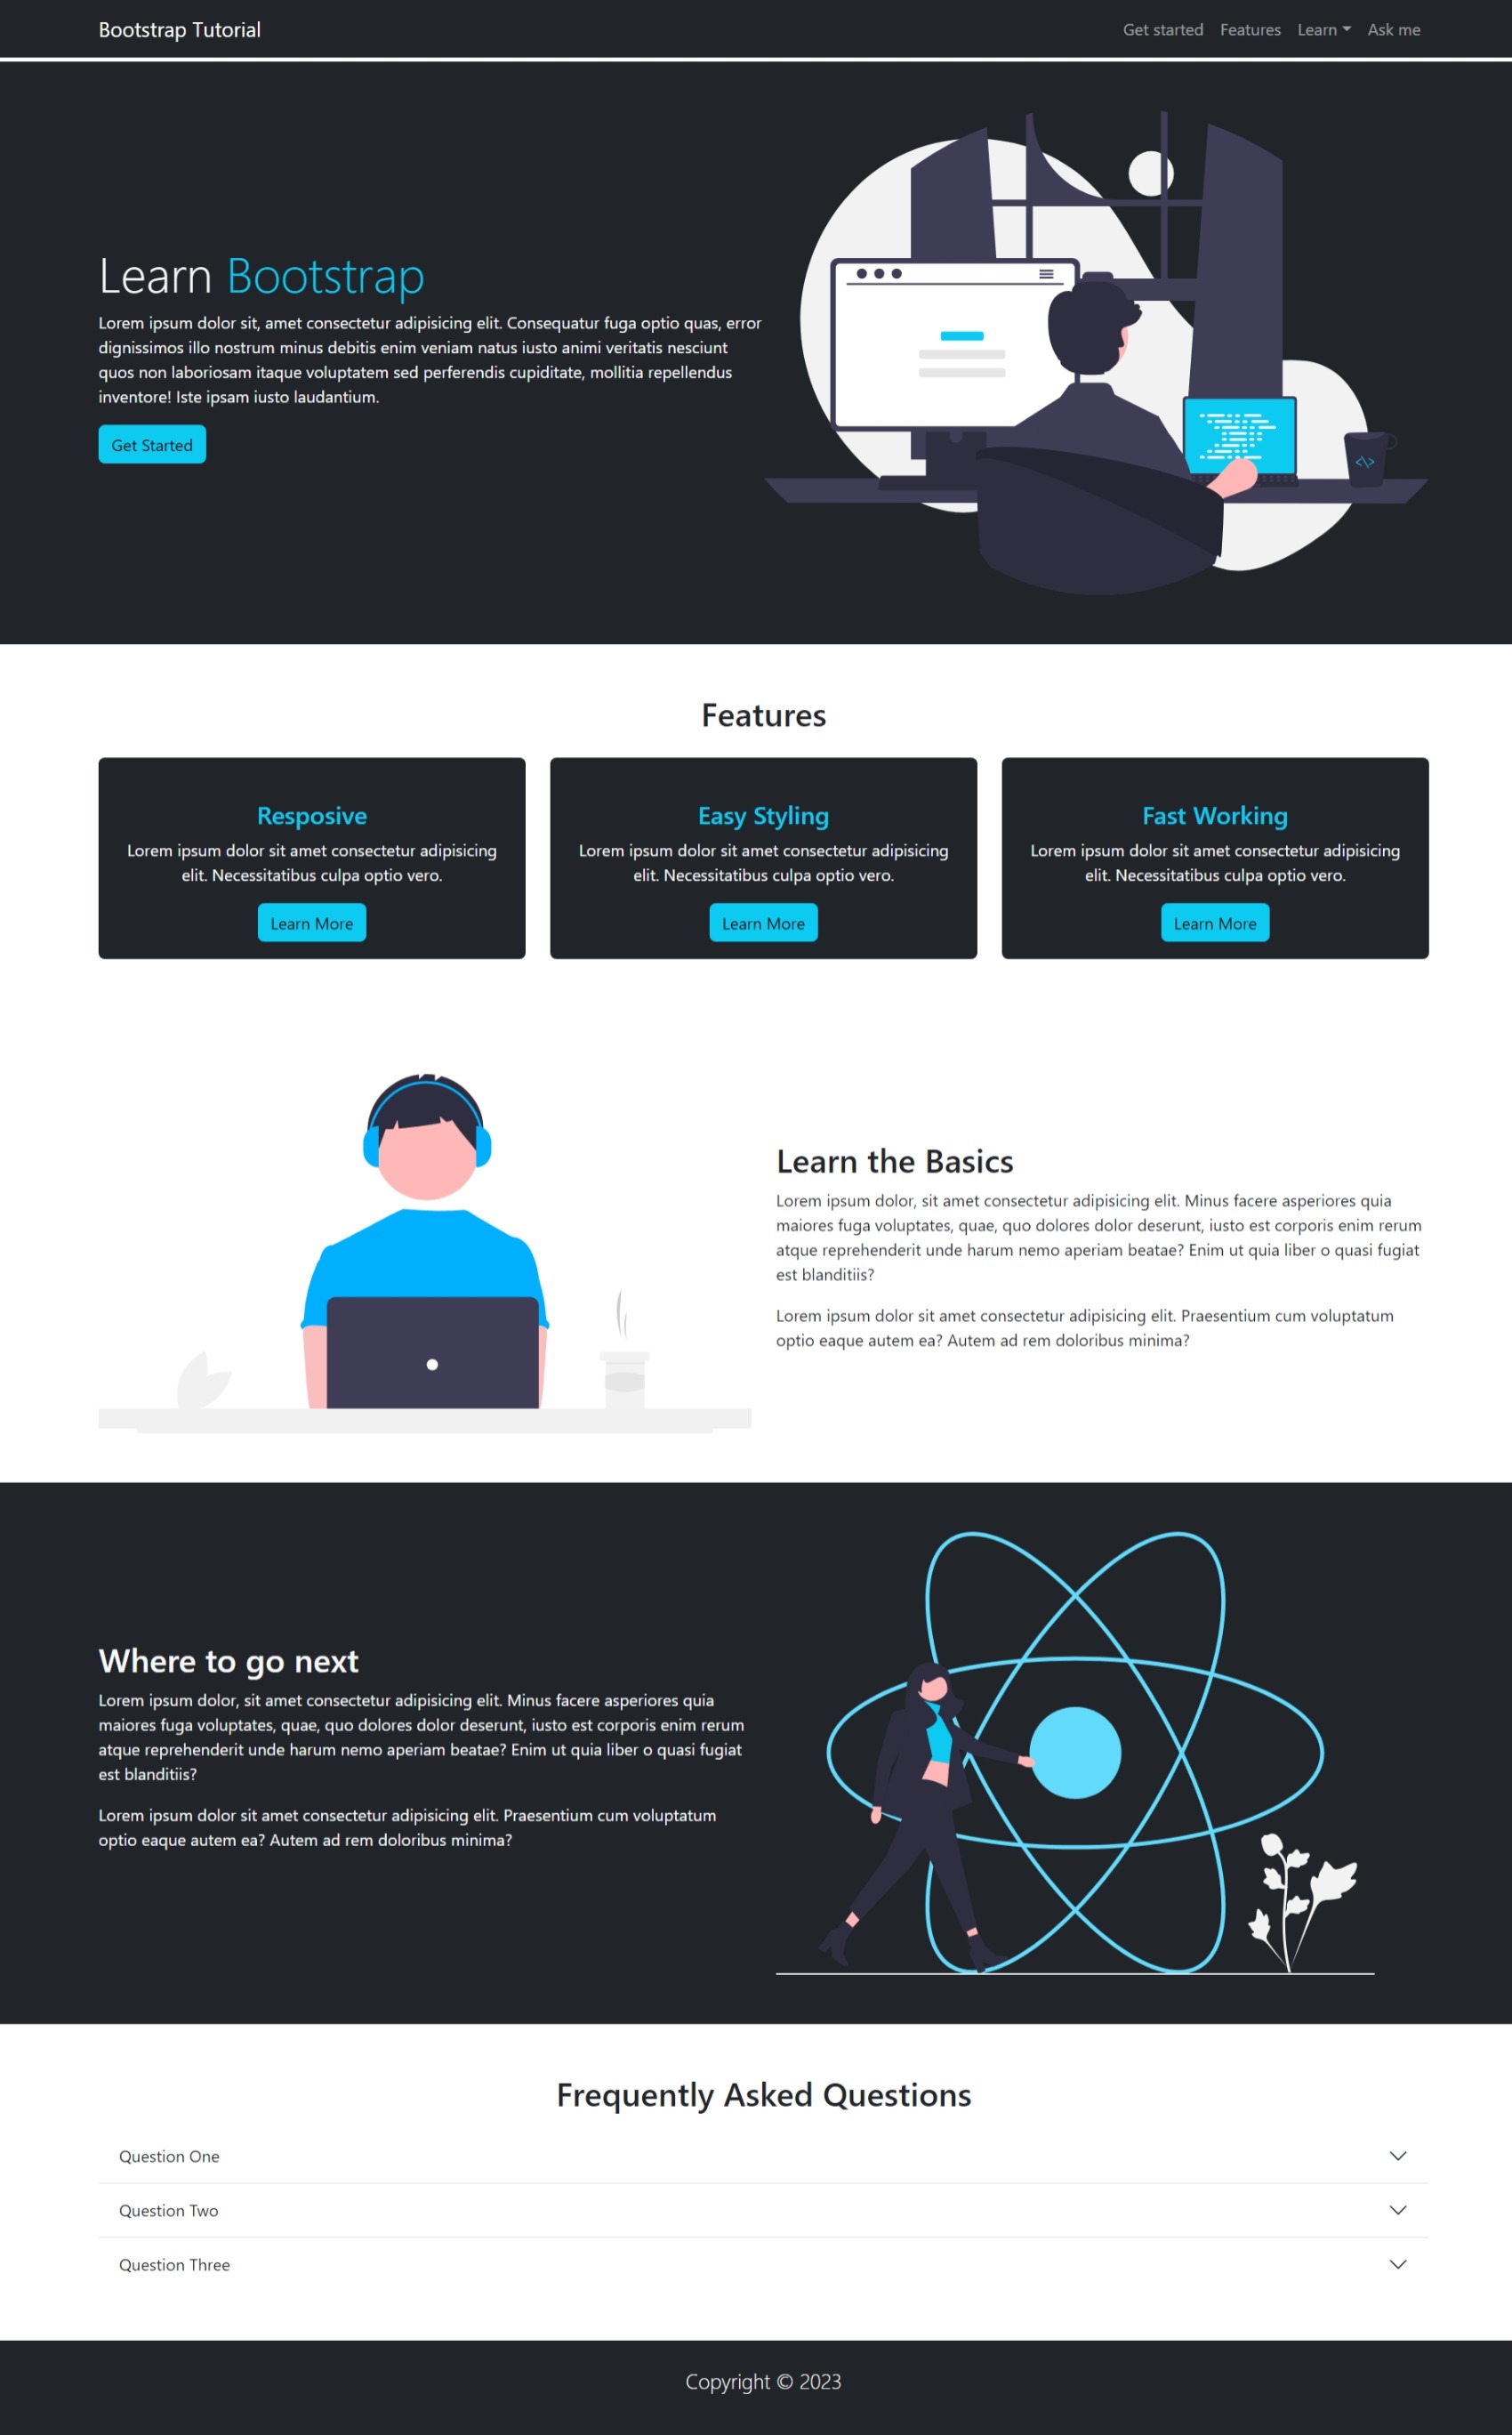 Bootstrap Tutorial
Get started Features Learn Ask me
Learn Bootstrap
Lorem ipsum dolor sit, amet consectetur adipisicing elit. Consequatur fuga optio quas, error
dignissimos illo nostrum minus debitis enim veniam natus iusto animi veritatis nesciunt
quos non laboriosam itaque voluptatem sed perferendis cupiditate, mollitia repellendus
inventore! Iste ipsam iusto laudantium.
Get Started
<\>
Features
Resposive
Lorem ipsum dolor sit amet consectetur adipisicing
elit. Necessitatibus culpa optio vero.
Learn More
Easy Styling
Lorem ipsum dolor sit amet consectetur adipisicing
elit. Necessitatibus culpa optio vero.
Learn More
Fast Working
Lorem ipsum dolor sit amet consectetur adipisicing
elit. Necessitatibus culpa optio vero.
Learn More
Learn the Basics
Lorem ipsum dolor, sit amet consectetur adipisicing elit. Minus facere asperiores quia
maiores fuga voluptates, quae, quo dolores dolor deserunt, iusto est corporis enim rerum
atque reprehenderit unde harum nemo aperiam beatae? Enim ut quia liber o quasi fugiat
est blanditiis?
Lorem ipsum dolor sit amet consectetur adipisicing elit. Praesentium cum voluptatum
optio eaque autem ea? Autem ad rem doloribus minima?
Where to go next
Lorem ipsum dolor, sit amet consectetur adipisicing elit. Minus facere asperiores quia
maiores fuga voluptates, quae, quo dolores dolor deserunt, iusto est corporis enim rerum
atque reprehenderit unde harum nemo aperiam beatae? Enim ut quia liber o quasi fugiat
est blanditiis?
Lorem ipsum dolor sit amet consectetur adipisicing elit. Praesentium cum voluptatum
optio eaque autem ea? Autem ad rem doloribus minima?
Frequently Asked Questions
Question One
Question Two
Question Three
Copyright © 2023